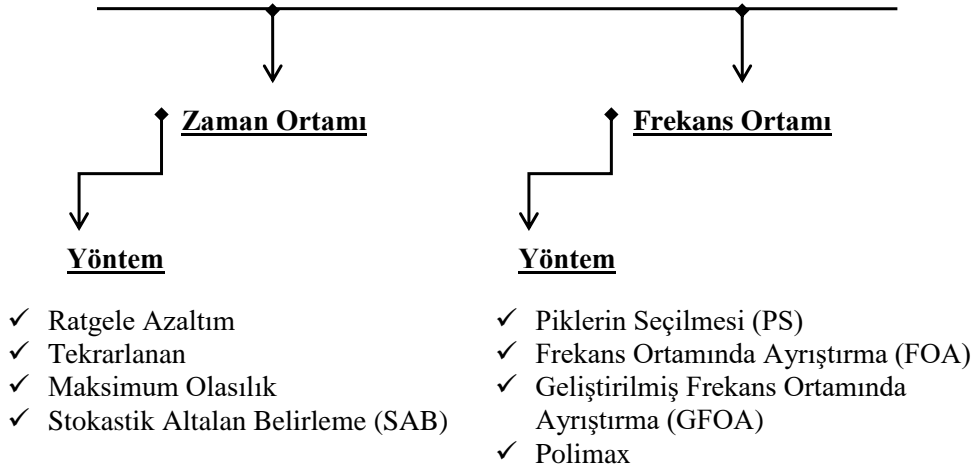 Zaman Ortamı
Yöntem
✓ Ratgele Azaltım
✓ Tekrarlanan
✓ Maksimum Olasılık
✓ Stokastik Altalan Belirleme (SAB)
Frekans Ortamı
Yöntem
✓ Piklerin Seçilmesi (PS)
✓ Frekans Ortamında Ayrıştırma (FOA)
✓ Geliştirilmiş Frekans Ortamında
Ayrıştırma (GFOA)
✓ Polimax